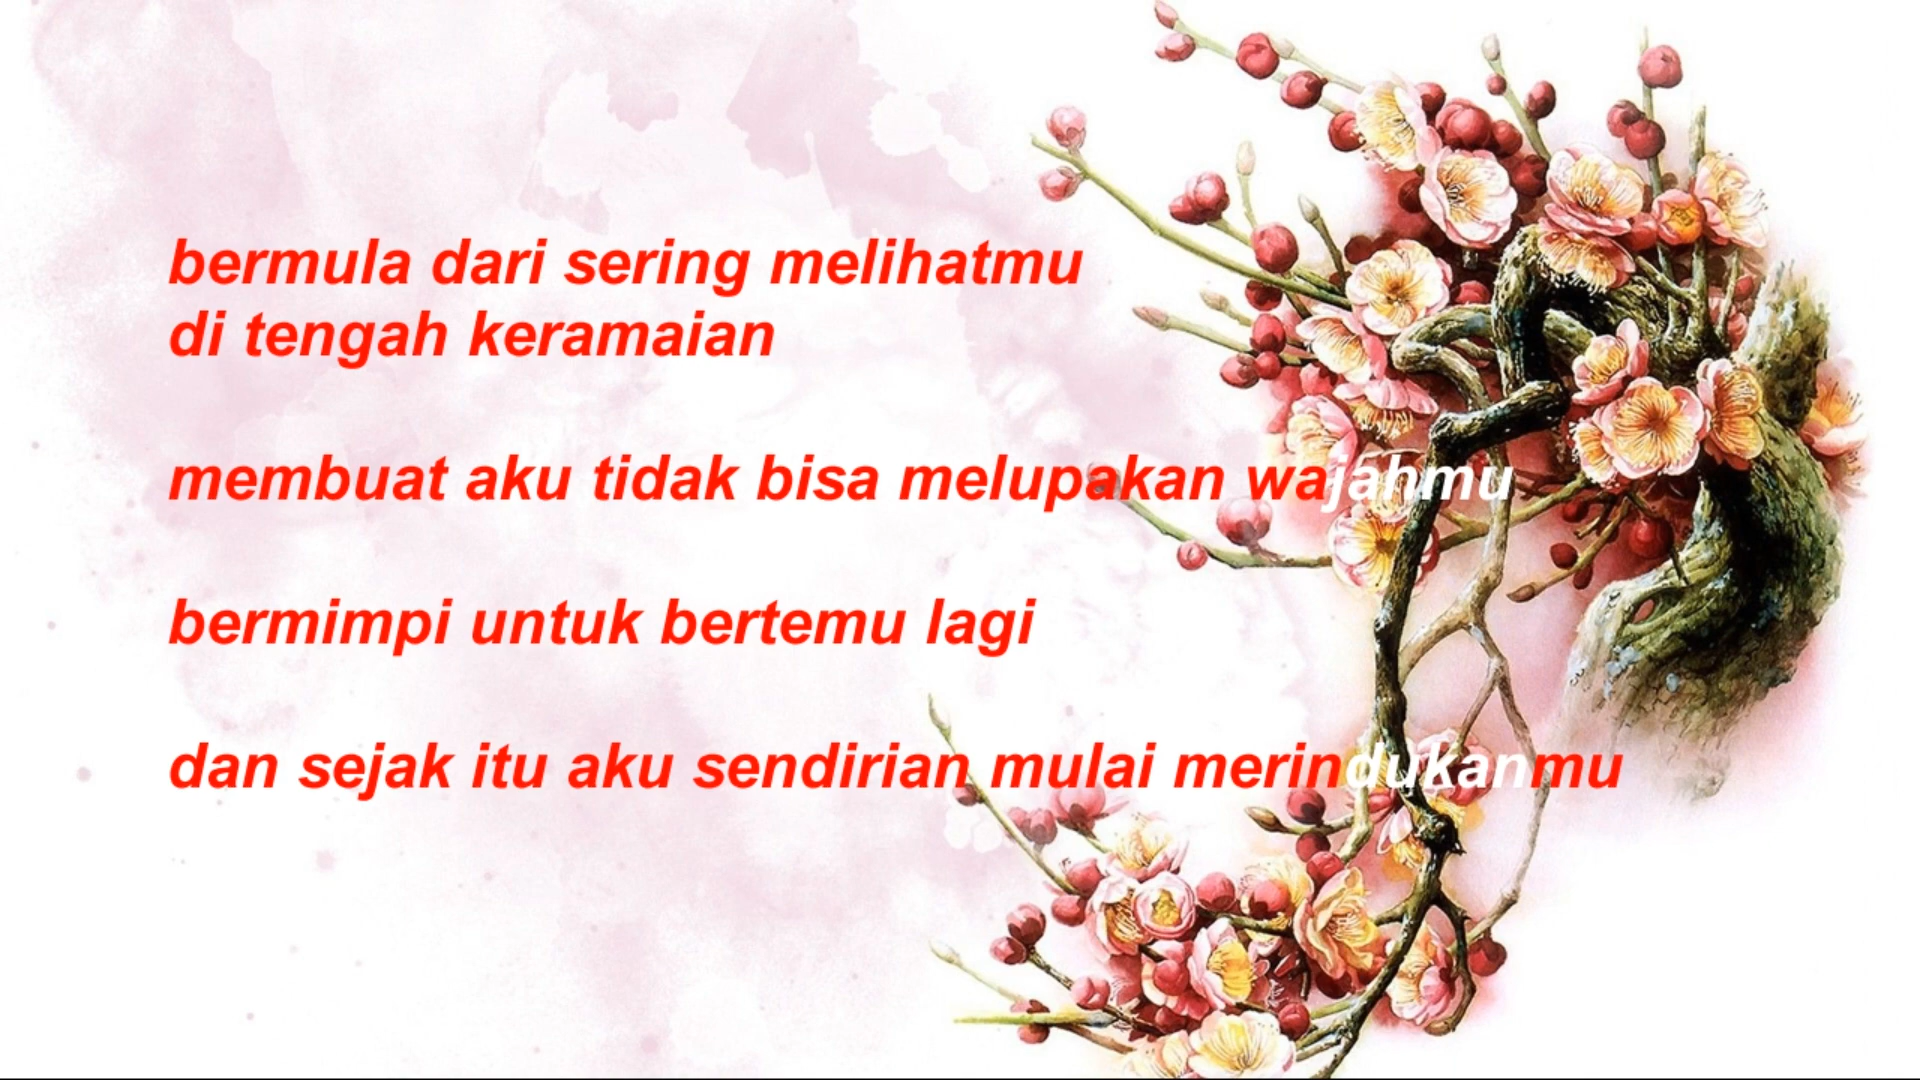 bermula dari sering melihatmu
di tengah keramaian
membuat aku tidak bisa melupakan wajahmu
bermimpi untuk bertemu lagi
dan sejak itu aku sendirian mulai merindukanmu